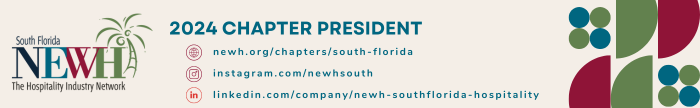 South Florida
NEWH
The Hospitality Industry Network
2024 CHAPTER PRESIDENT
newh.org/chapters/south-florida
instagram.com/newhsouth
linkedin.com/company/newh-southflorida-hospitality